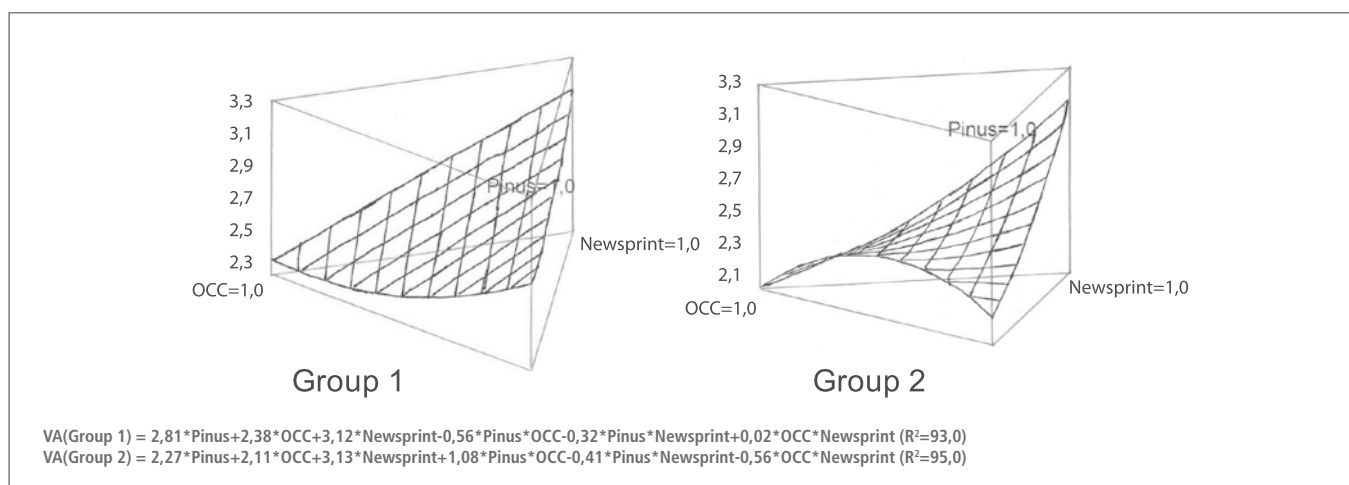 3,3
3,1
2,9
2,7
2,5
2,3
OCC=1,0
Pinus=1,0
Newsprint=1,0
Group 1
3,3
3,1
2,9
2,7
2,5
2,3
2,1
OCC=1,0
Pinus=1,0
Newsprint=1,0
Group 2
VA(Group 1) = 2,81*Pinus+2,38*OCC+3,12*Newsprint-0,56*Pinus*OCC-0,32*Pinus*Newsprint+0,02*OCC*Newsprint (R²=93,0)
VA(Group 2) = 2,27*Pinus+2,11*OCC+3,13*Newsprint+1,08*Pinus*OCC-0,41*Pinus*Newsprint-0,56*OCC*Newsprint (R²=95,0)